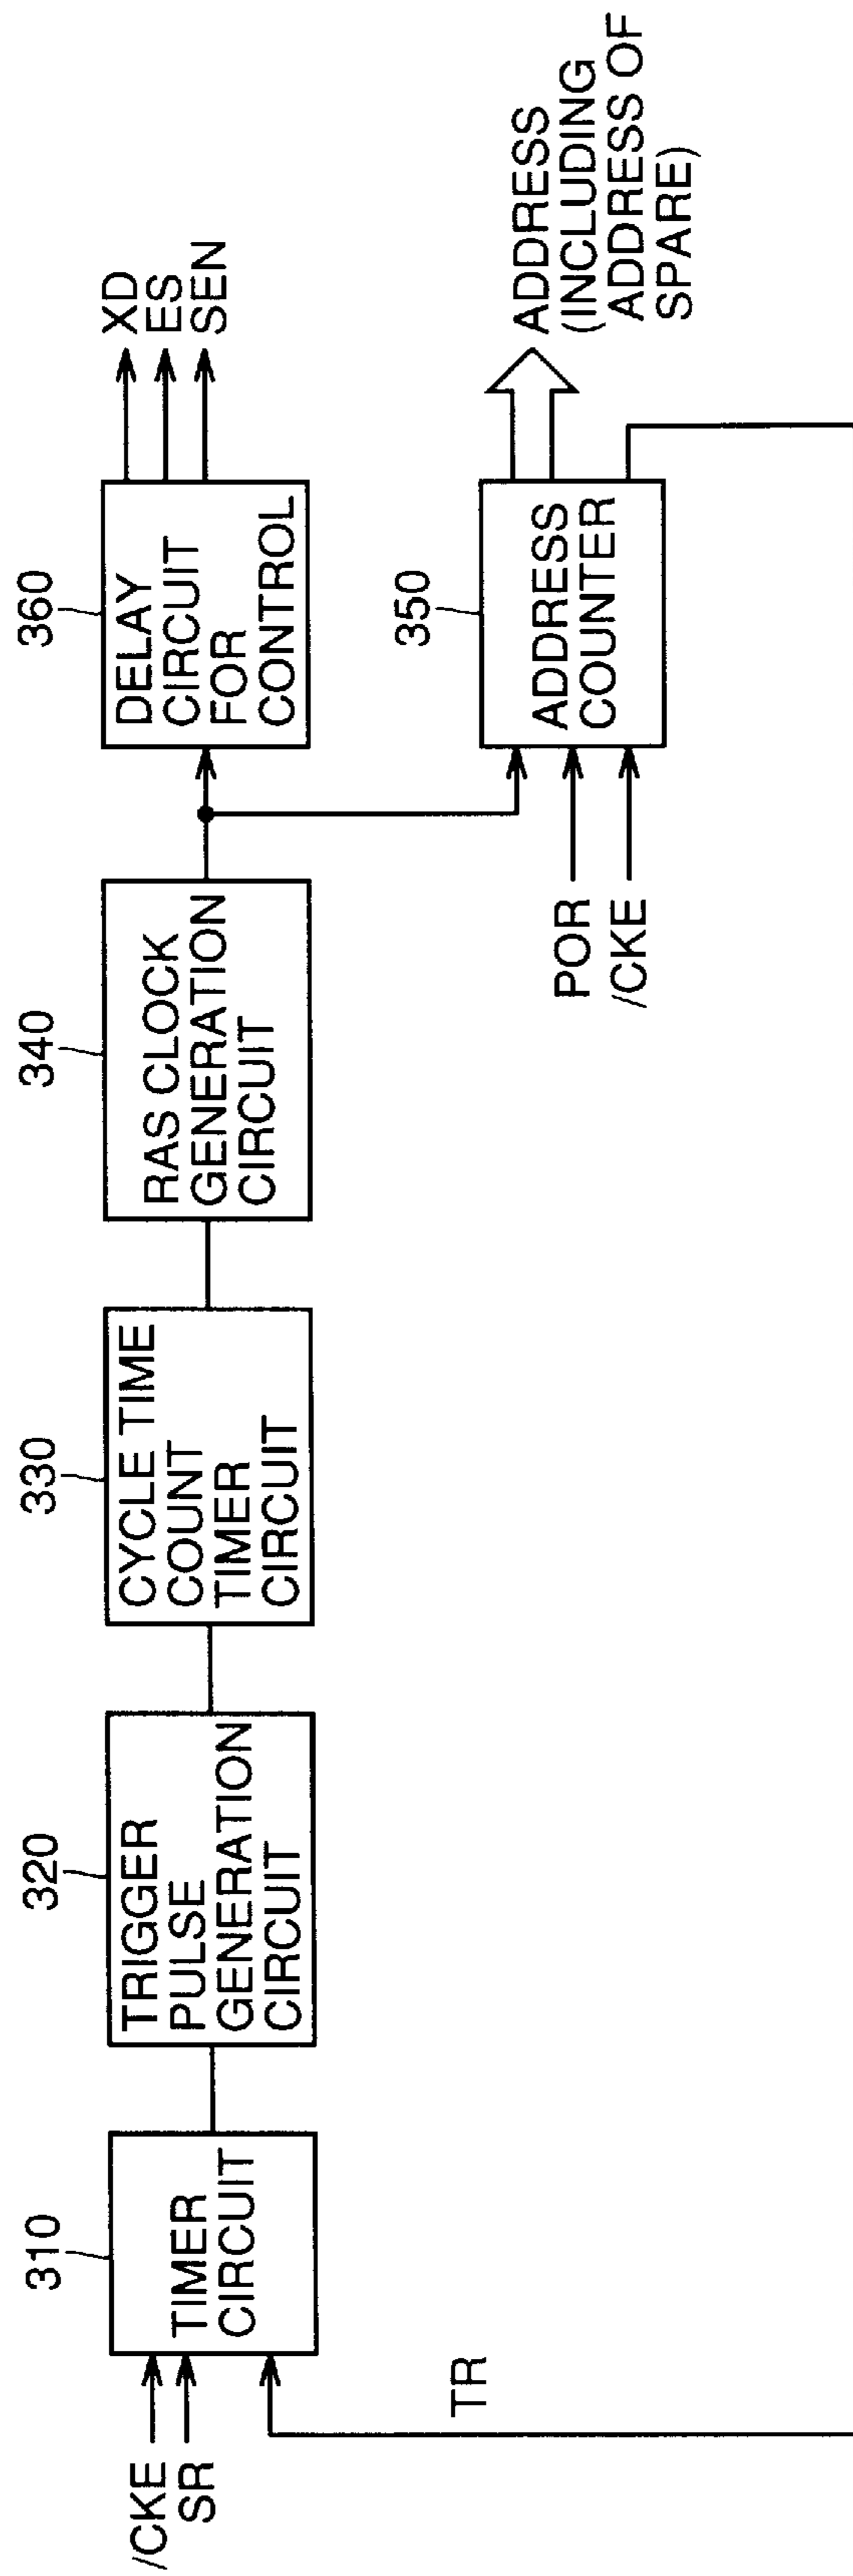 /CKE
SR
TR
310
TIMER
CIRCUIT
320
TRIGGER
PULSE
GENERATION
CIRCUIT
330
CYCLE TIME
COUNT
TIMER
CIRCUIT
340
RAS CLOCK
GENERATION
CIRCUIT
360
DELAY
CIRCUIT
FOR
CONTROL
XD
ES
SEN
POR
/CKE
350
ADDRESS
COUNTER
ADDRESS
(INCLUDING
ADDRESS OF
SPARE)